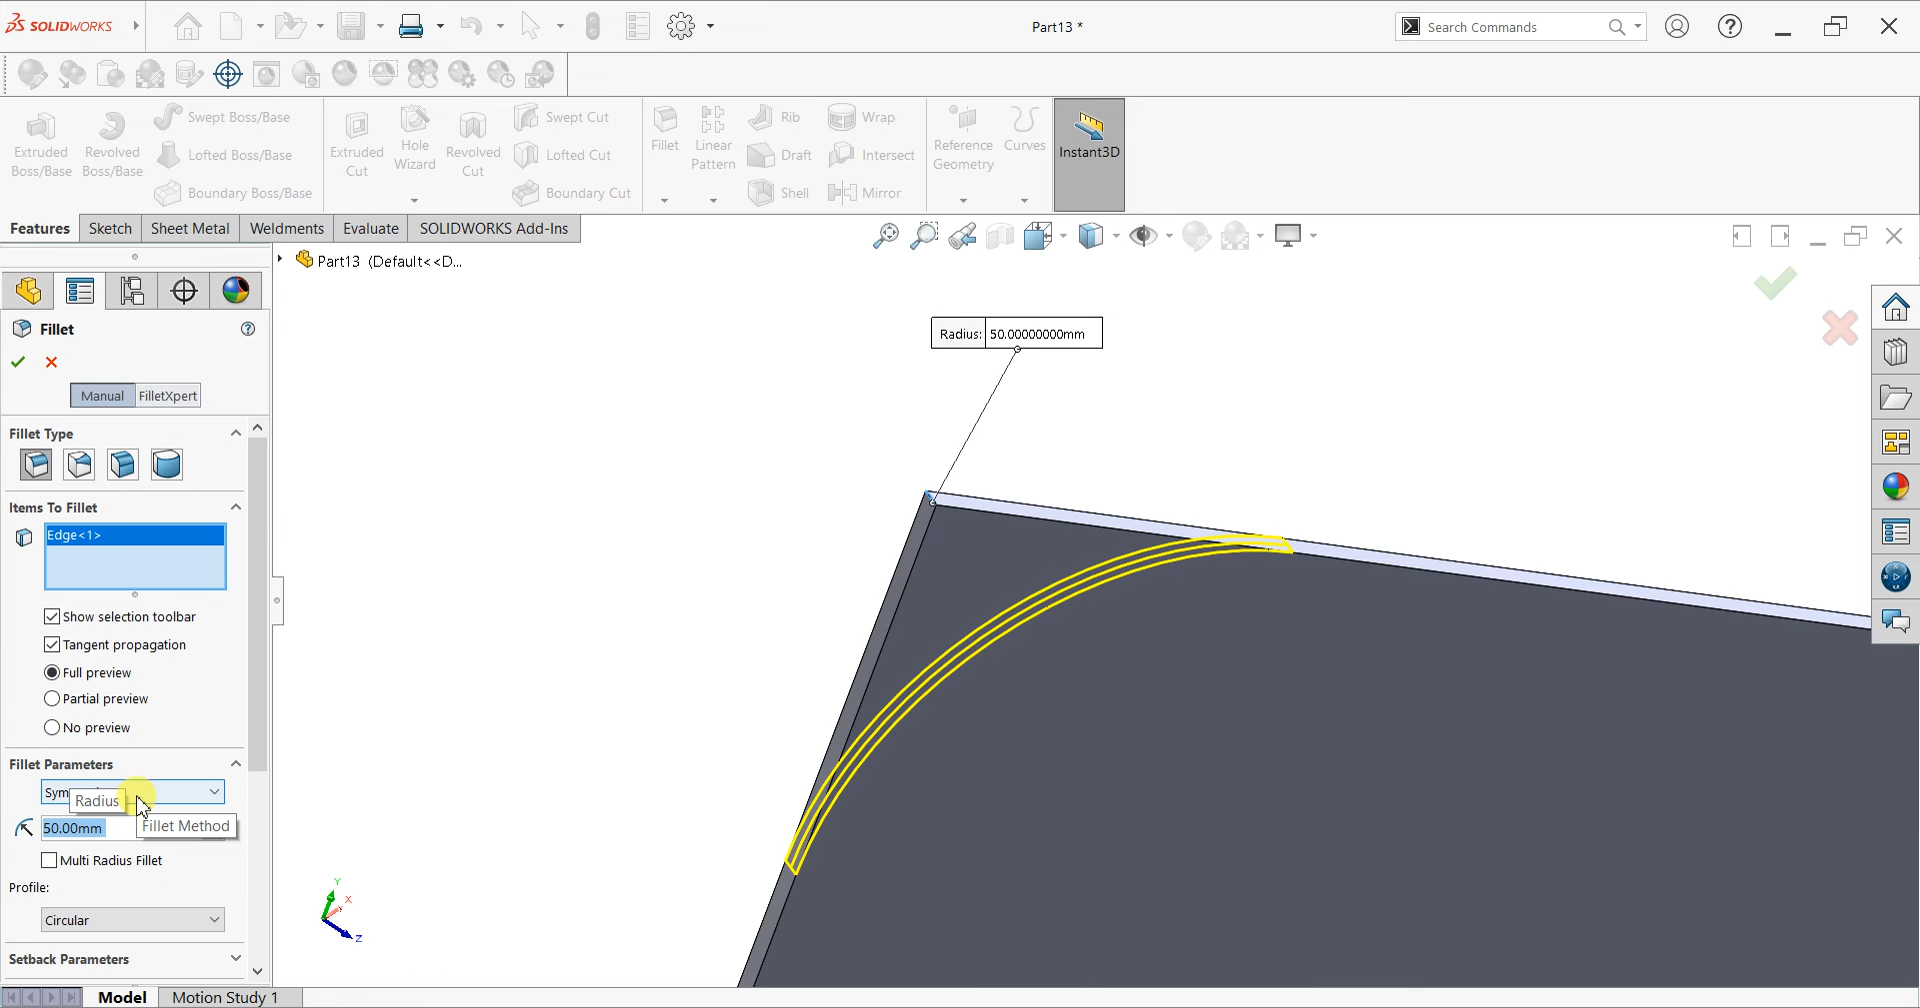 SOLIDWORKS
Part13 *
Search Commands
Extruded Boss/Base
Revolved Boss/Base
Swept Boss/Base
Lofted Boss/Base
Boundary Boss/Base
Extruded Cut
Hole Wizard
Revolved Cut
Swept Cut
Lofted Cut
Boundary Cut
Fillet
Linear Pattern
Rib
Draft
Shell
Wrap
Intersect
Mirror
Reference Geometry
Curves
Instant3D
Features
Sketch
Sheet Metal
Weldments
Evaluate
SOLIDWORKS Add-Ins
Part13 (Default<<D...
Fillet
Manual
FilletXpert
Fillet Type
Items To Fillet
Edge<1>
Show selection toolbar
Tangent propagation
Full preview
Partial preview
No preview
Fillet Parameters
Sym
Radius
50.00mm
Fillet Method
Multi Radius Fillet
Profile:
Circular
Setback Parameters
Radius: 50.00000000mm
Y
X
Z
Model
Motion Study 1